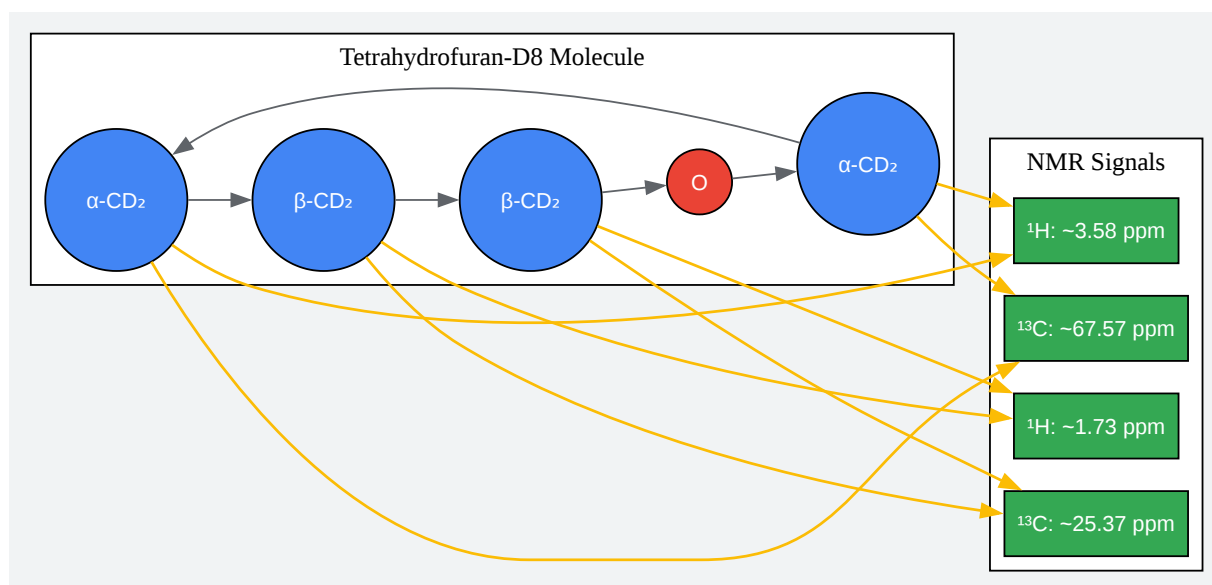 Tetrahydrofuran-D8 Molecule
α-CD₂
β-CD₂
β-CD₂
O
α-CD₂
NMR Signals
¹H: ~3.58 ppm
¹³C: ~67.57 ppm
¹H: ~1.73 ppm
¹³C: ~25.37 ppm